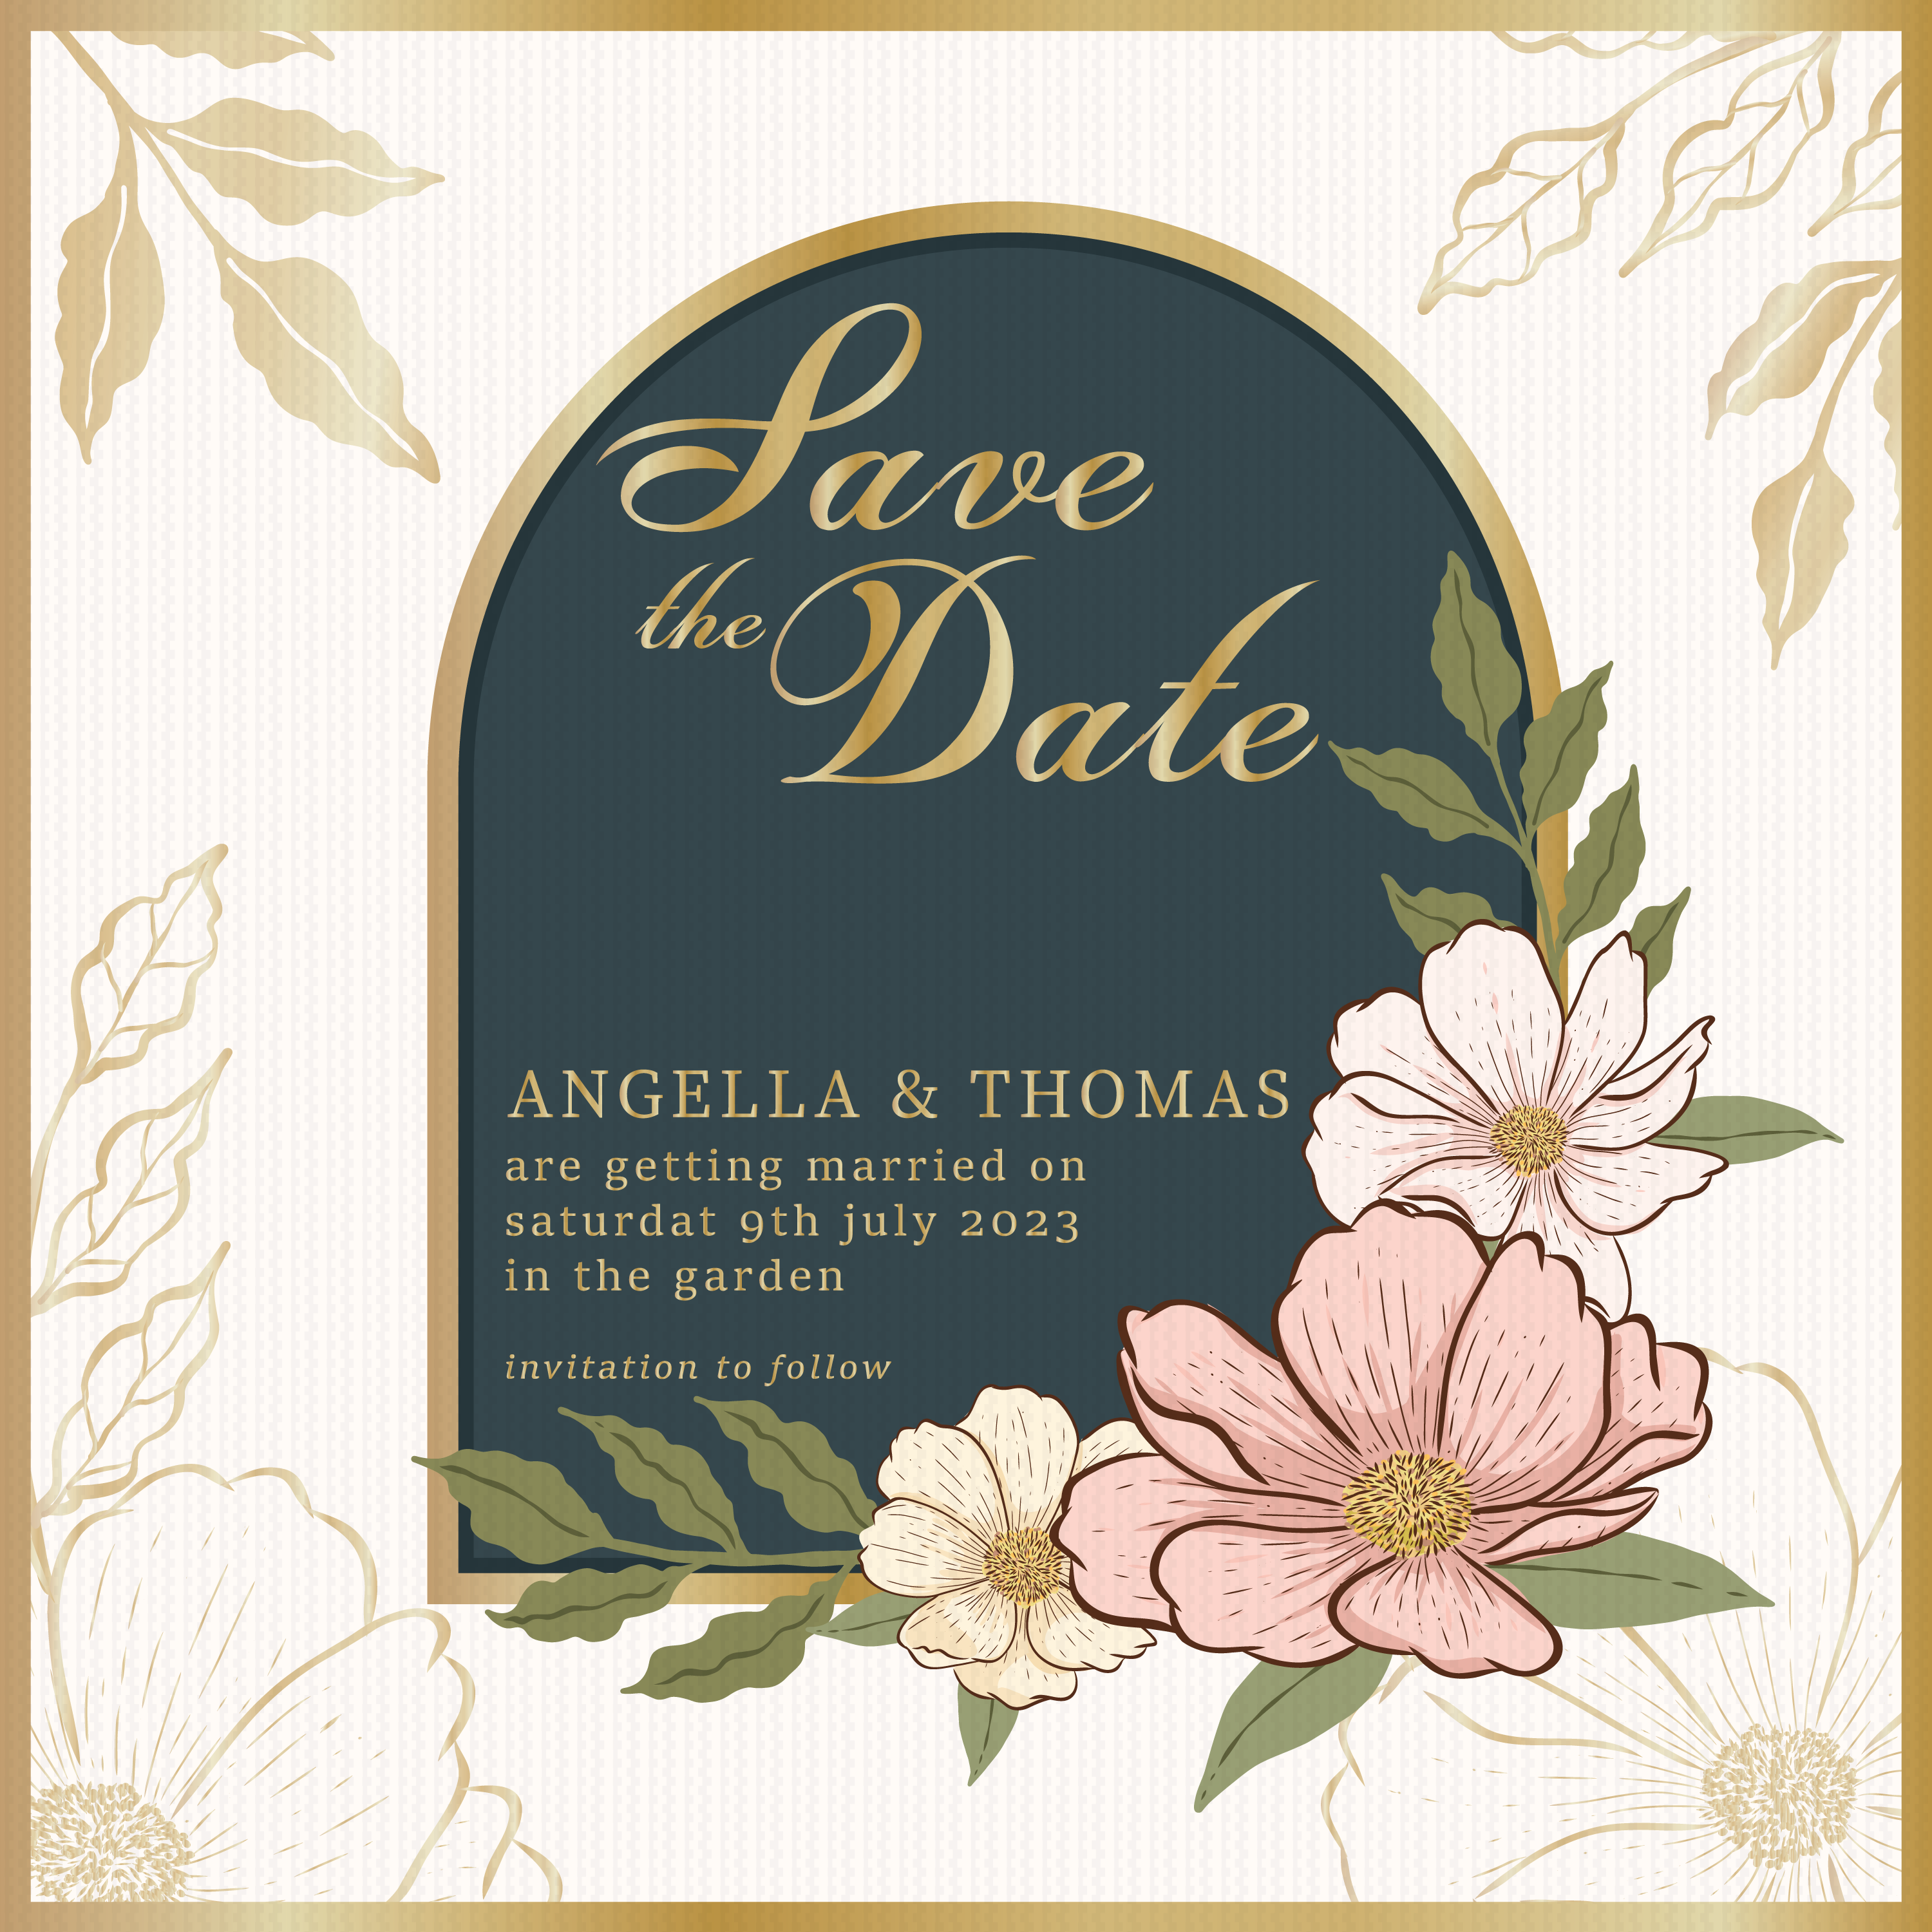 Save
the Date
ANGELLA & THOMAS
are getting married on
saturdat 9th july 2023
in the garden
invitation to follow